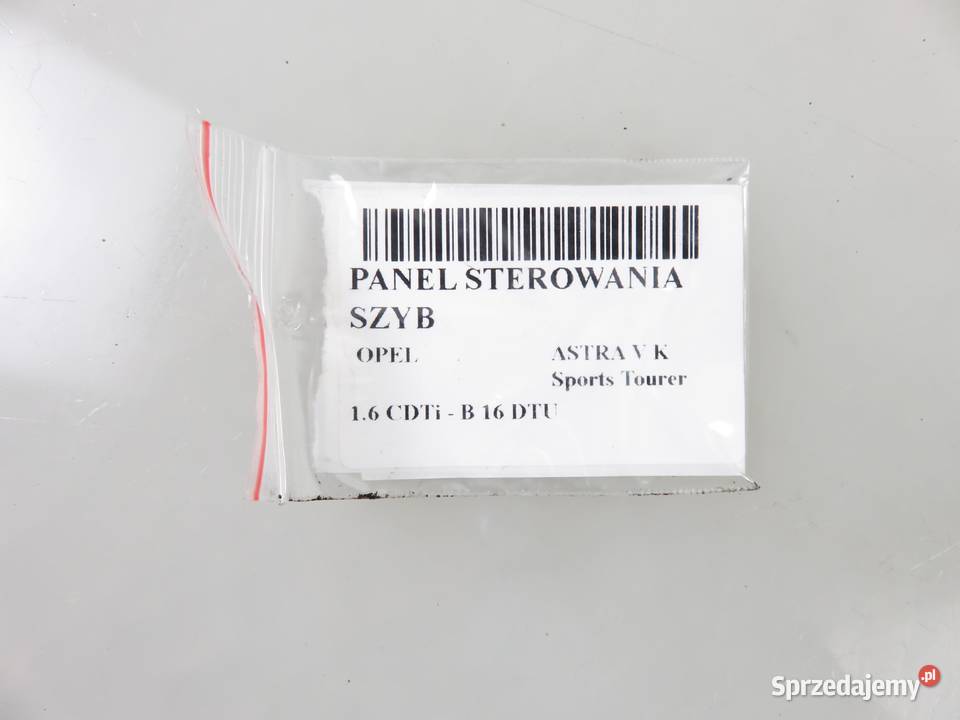 PANEL STEROWANIA
SZYB
OPEL
ASTRA V K
Sports Tourer
1.6 CDTi - B 16 DTU
Sprzedajemy.pl